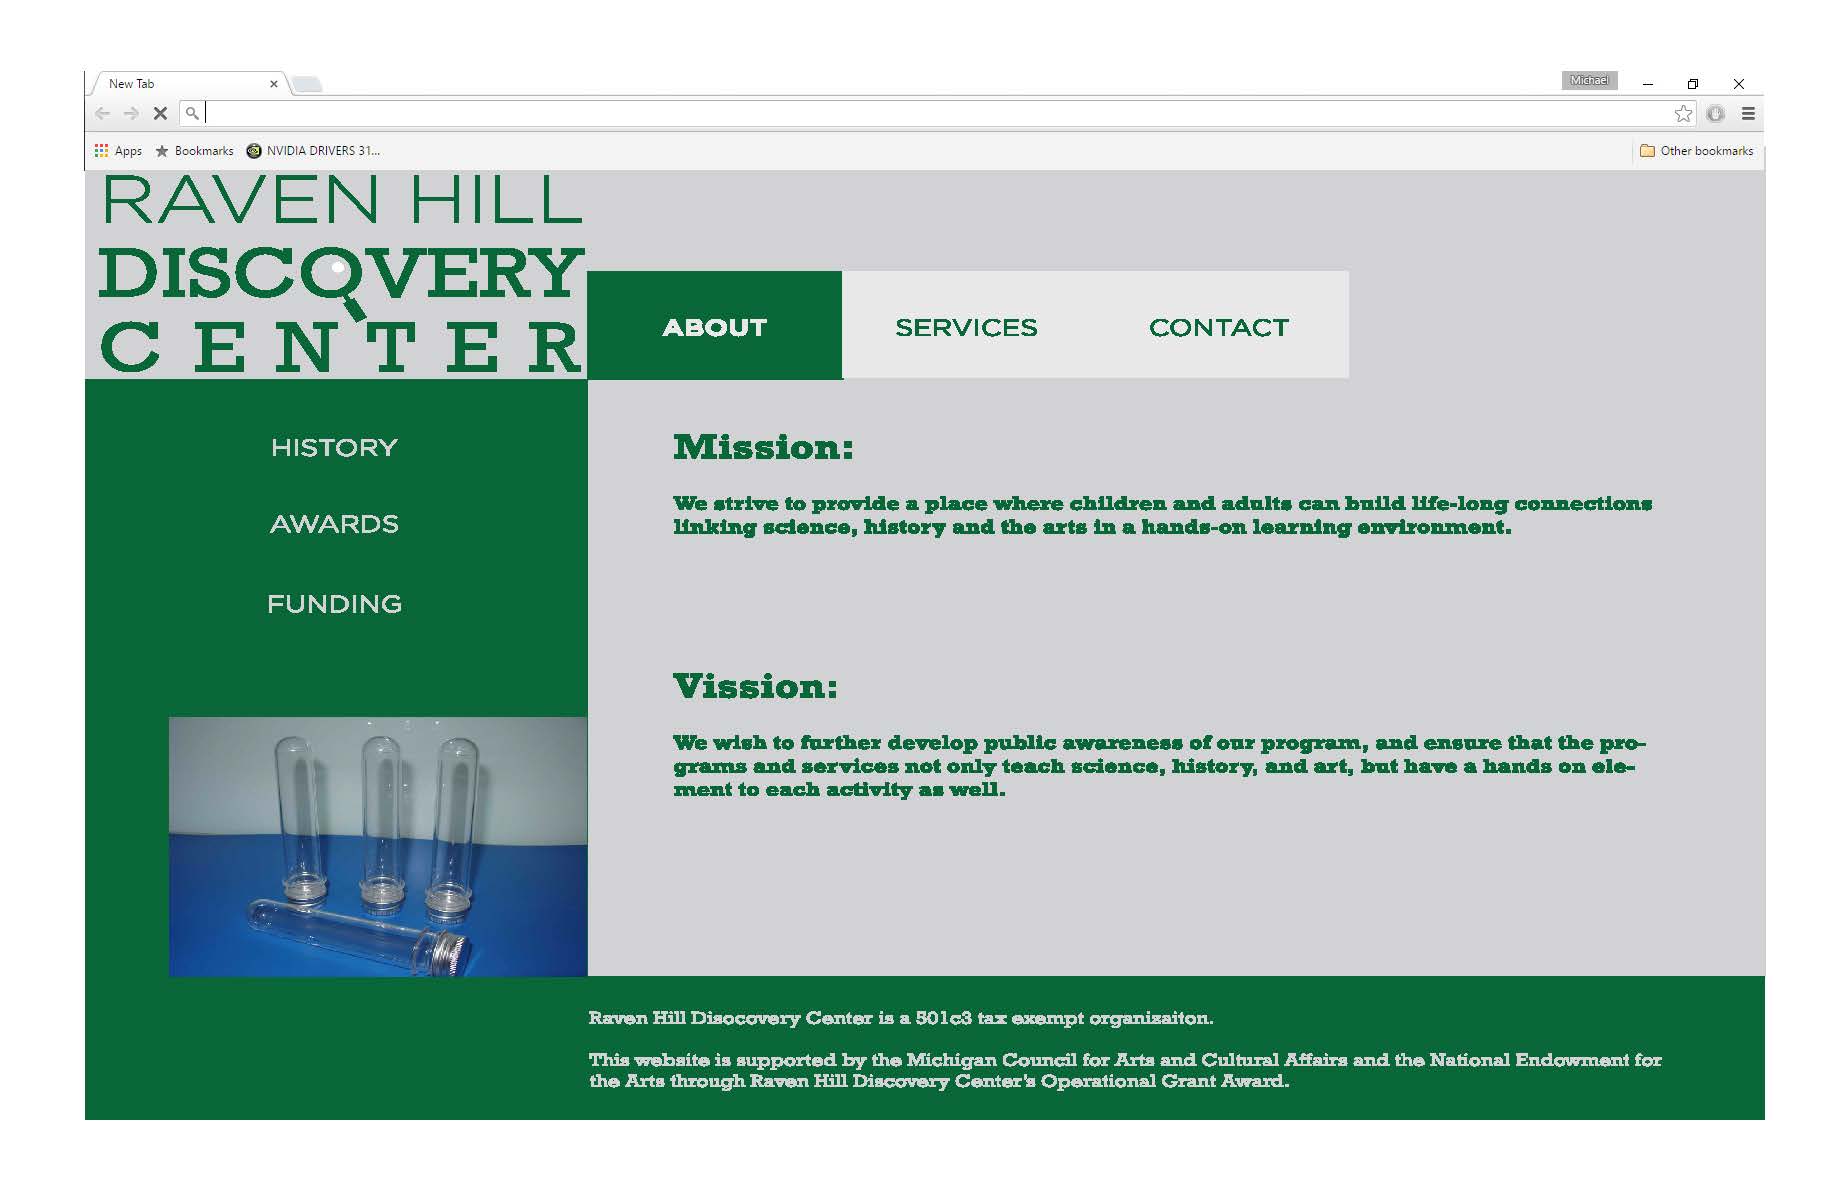 New Tab
Michael
Apps
Bookmarks
NVIDIA DRIVERS 31...
Other bookmarks
RAVEN HILL
DISCOVERY
CENTER
ABOUT
SERVICES
CONTACT
HISTORY
AWARDS
FUNDING
Mission:
We strive to provide a place where children and adults can build life-long connections
linking science, history and the arts in a hands-on learning environment.
Vission:
We wish to further develop public awareness of our program, and ensure that the pro-
grams and services not only teach science, history, and art, but have a hands on ele-
ment to each activity as well.
Raven Hill Disocovery Center is a 501c3 tax exempt organizaiton.
This website is supported by the Michigan Council for Arts and Cultural Affairs and the National Endowment for
the Arts through Raven Hill Discovery Center's Operational Grant Award.